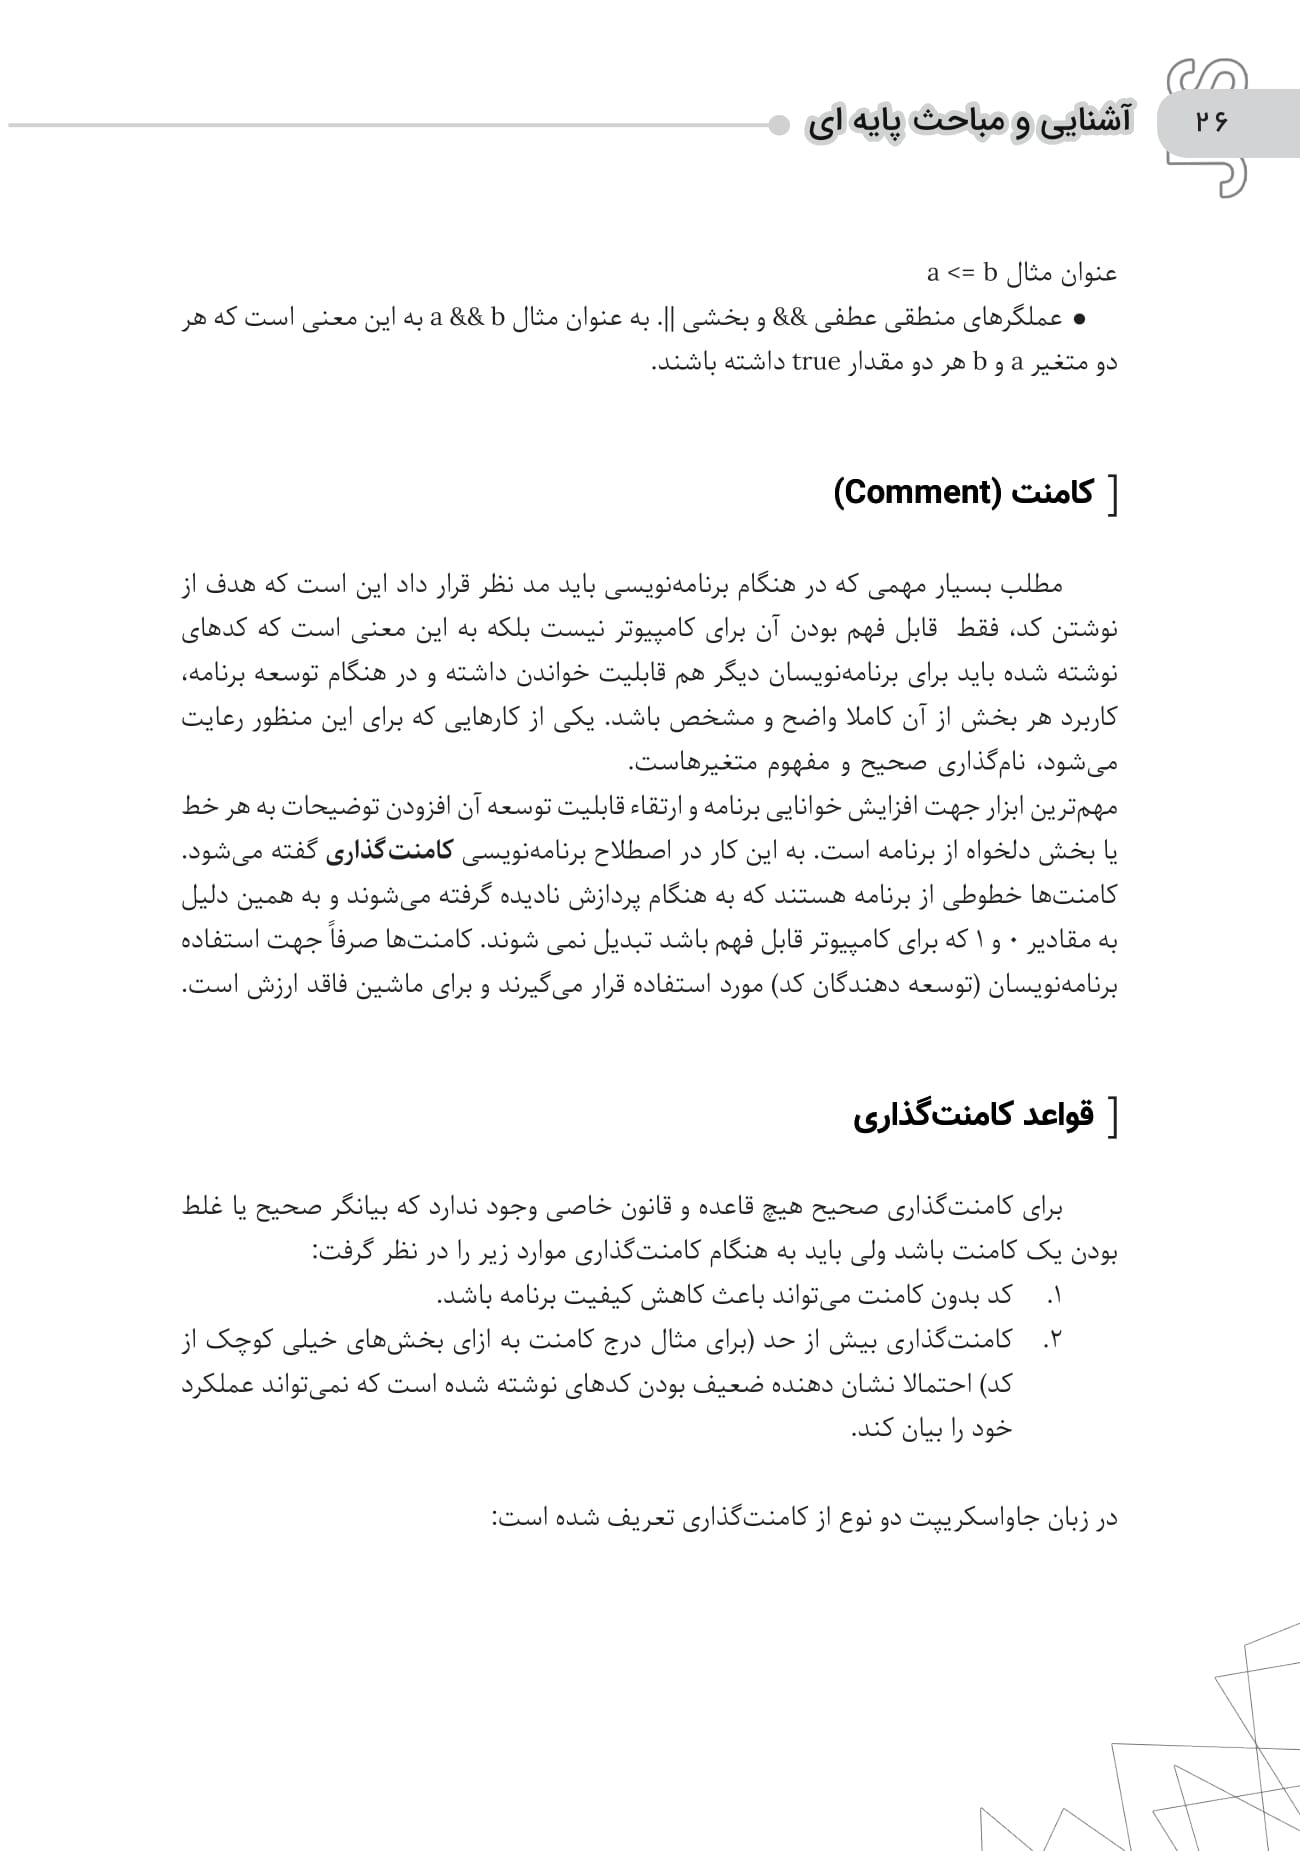 ۲۶
آشنایی و مباحث پایه ای
عنوان مثال a <= b
● عملگرهای منطقی عطفی && و بخشی ||. به عنوان مثال a && b به این معنی است که هر
دو متغیر a و b هر دو مقدار true داشته باشند.
[ کامنت (Comment)
مطلب بسیار مهمی که در هنگام برنامه‌نویسی باید مد نظر قرار داد این است که هدف از
نوشتن کد، فقط قابل فهم بودن آن برای کامپیوتر نیست بلکه به این معنی است که کدهای
نوشته شده باید برای برنامه‌نویسان دیگر هم قابلیت خواندن داشته و در هنگام توسعه برنامه،
کاربرد هر بخش از آن کاملا واضح و مشخص باشد. یکی از کارهایی که برای این منظور رعایت
می‌شود، نام‌گذاری صحیح و مفهوم متغیرهاست.
مهم‌ترین ابزار جهت افزایش خوانایی برنامه و ارتقاء قابلیت توسعه آن افزودن توضیحات به هر خط
یا بخش دلخواه از برنامه است. به این کار در اصطلاح برنامه‌نویسی کامنت‌گذاری گفته می‌شود.
کامنت‌ها خطوطی از برنامه هستند که به هنگام پردازش نادیده گرفته می‌شوند و به همین دلیل
به مقادیر ۰ و ۱ که برای کامپیوتر قابل فهم باشد تبدیل نمی شوند. کامنت‌ها صرفاً جهت استفاده
برنامه‌نویسان (توسعه دهندگان کد) مورد استفاده قرار می‌گیرند و برای ماشین فاقد ارزش است.
[ قواعد کامنت‌گذاری
برای کامنت‌گذاری صحیح هیچ قاعده و قانون خاصی وجود ندارد که بیانگر صحیح یا غلط
بودن یک کامنت باشد ولی باید به هنگام کامنت‌گذاری موارد زیر را در نظر گرفت:
۱. کد بدون کامنت می‌تواند باعث کاهش کیفیت برنامه باشد.
۲. کامنت‌گذاری بیش از حد (برای مثال درج کامنت به ازای بخش‌های خیلی کوچک از
کد) احتمالا نشان دهنده ضعیف بودن کدهای نوشته شده است که نمی‌تواند عملکرد
خود را بیان کند.
در زبان جاواسکریپت دو نوع از کامنت‌گذاری تعریف شده است: